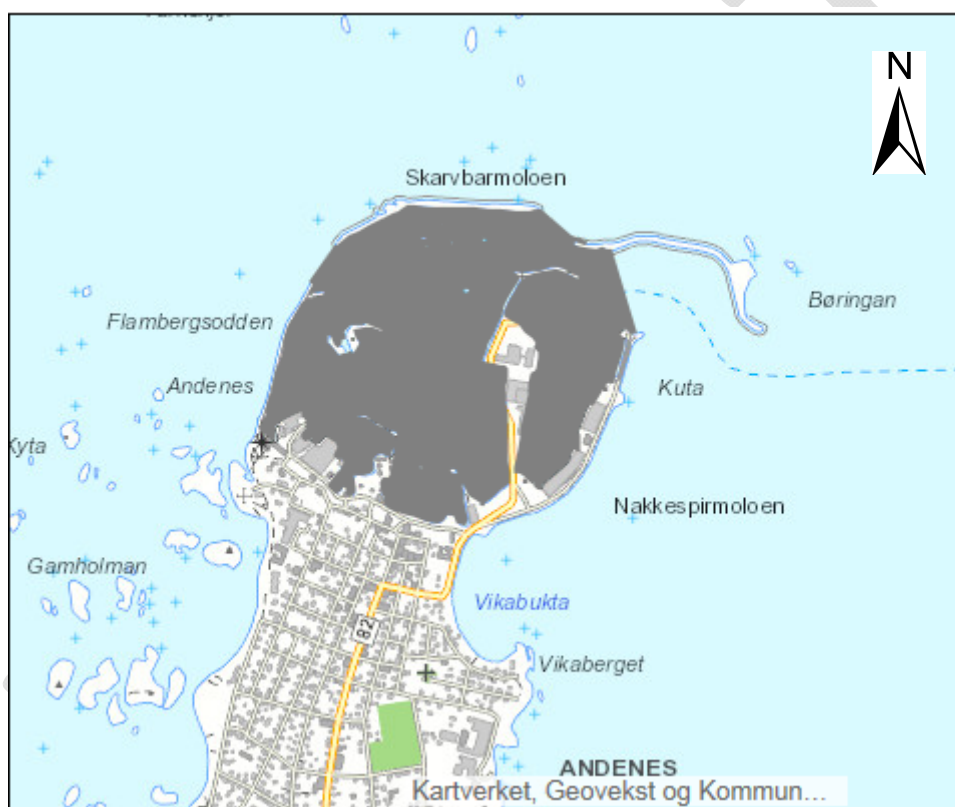 N
Skarvbarmoloen
Børingan
Flambergsodden
Andenes
Kuta
Kyta
Nakkespirmoloen
Gamholman
Vikabukta
82
Vikaberget
ANDENES
Kartverket, Geovekst og Kommun...